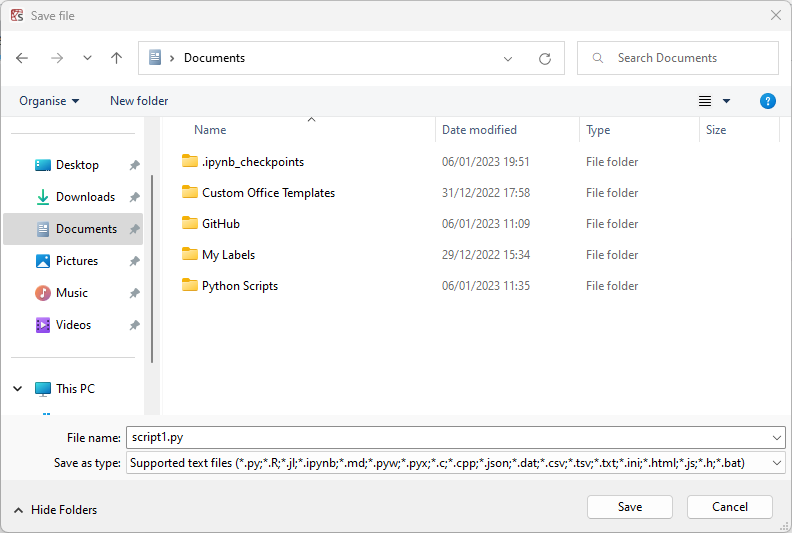 Save file
Documents
Search Documents
Organise New folder
Name Date modified Type Size
Desktop
Downloads
Documents
Pictures
Music
Videos
This PC
.ipynb_checkpoints 06/01/2023 19:51 File folder
Custom Office Templates 31/12/2022 17:58 File folder
GitHub 06/01/2023 11:09 File folder
My Labels 29/12/2022 15:34 File folder
Python Scripts 06/01/2023 11:35 File folder
File name: script1.py
Save as type: Supported text files (*.py;*.R;*.jl;*.ipynb;*.md;*.pyw;*.pyx;*.c;*.cpp;*.json;*.dat;*.csv;*.tsv;*.txt;*.ini;*.html;*.js;*.h;*.bat)
Hide Folders Save Cancel